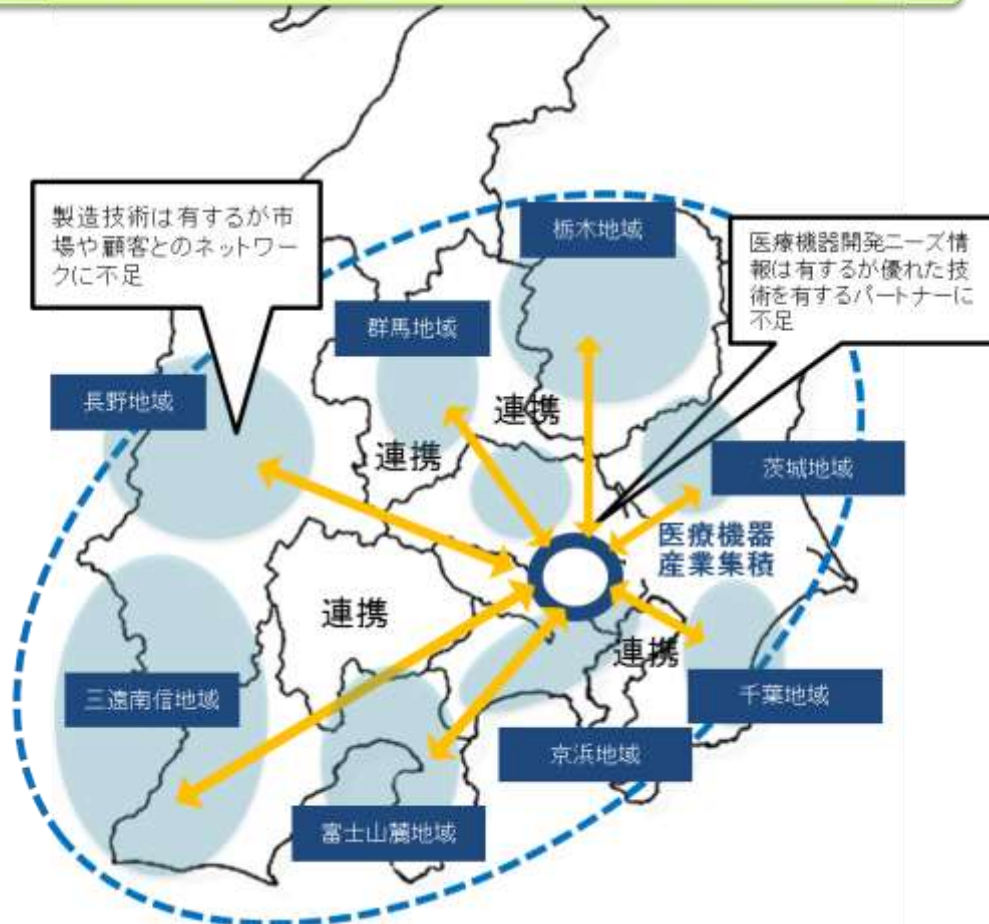 製造技術は有するが市
場や顧客とのネットワー
クに不足
栃木地域
医療機器開発ニーズ情
報は有するが優れた技
術を有するパートナーに
不足
群馬地域
長野地域
連携
連携
茨城地域
医療機器
産業集積
連携
連携
三遠南信地域
千葉地域
京浜地域
富士山麓地域